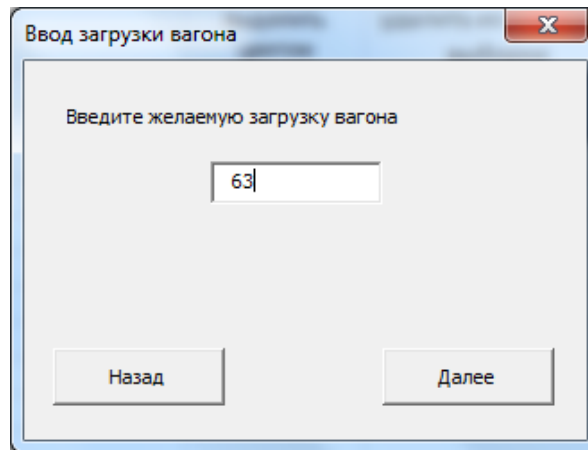 Ввод загрузки вагона
Введите желаемую загрузку вагона
63
Назад
Далее